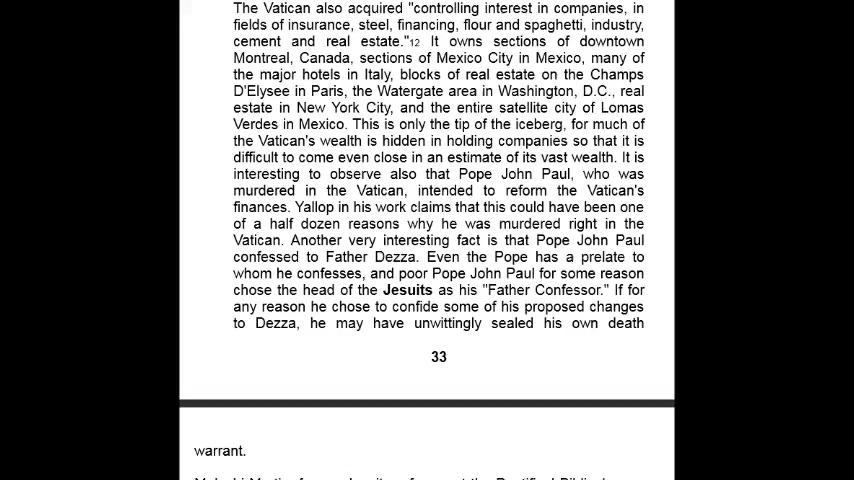 The Vatican also acquired "controlling interest in companies, in
fields of insurance, steel, financing, flour and spaghetti, industry,
cement and real estate."12 It owns sections of downtown
Montreal, Canada, sections of Mexico City in Mexico, many of
the major hotels in Italy, blocks of real estate on the Champs
D'Elysee in Paris, the Watergate area in Washington, D.C., real
estate in New York City, and the entire satellite city of Lomas
Verdes in Mexico. This is only the tip of the iceberg, for much of
the Vatican's wealth is hidden in holding companies so that it is
difficult to come even close in an estimate of its vast wealth. It is
interesting to observe also that Pope John Paul, who was
murdered in the Vatican, intended to reform the Vatican's
finances. Yallop in his work claims that this could have been one
of a half dozen reasons why he was murdered right in the
Vatican. Another very interesting fact is that Pope John Paul
confessed to Father Dezza. Even the Pope has a prelate to
whom he confesses, and poor Pope John Paul for some reason
chose the head of the Jesuits as his "Father Confessor." If for
any reason he chose to confide some of his proposed changes
to Dezza, he may have unwittingly sealed his own death
33
warrant.